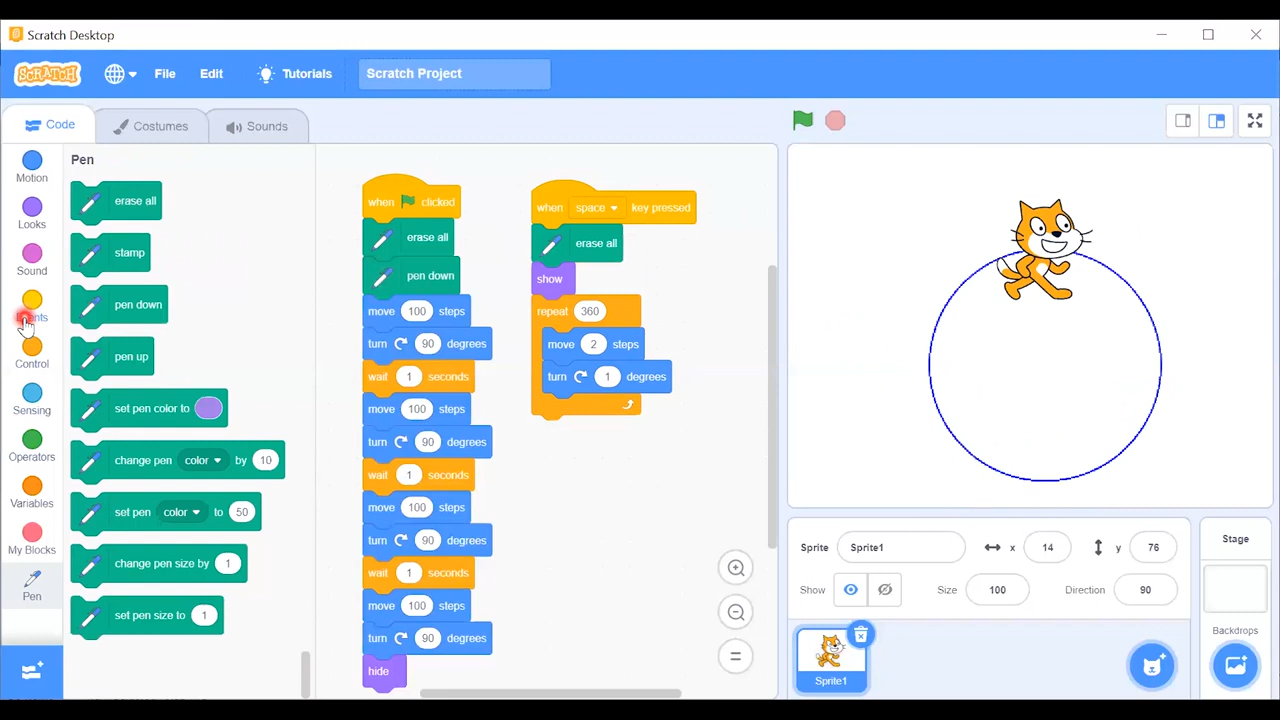 Scratch Desktop
SCRATCH File Edit Tutorials Scratch Project
Code Costumes Sounds
Motion
Looks
Sound
Control
Sensing
Operators
Variables
My Blocks
Pen
Pen
erase all
stamp
pen down
pen up
set pen color to
change pen color by 10
set pen color to 50
change pen size by 1
set pen size to 1
when clicked
erase all
pen down
move 100 steps
turn 90 degrees
wait 1 seconds
move 100 steps
turn 90 degrees
wait 1 seconds
move 100 steps
turn 90 degrees
wait 1 seconds
move 100 steps
turn 90 degrees
hide
when space key pressed
erase all
show
repeat 360
move 2 steps
turn 1 degrees
Sprite Sprite1 x 14 y 76
Show Size 100 Direction 90
Sprite1
Stage
Backdrops